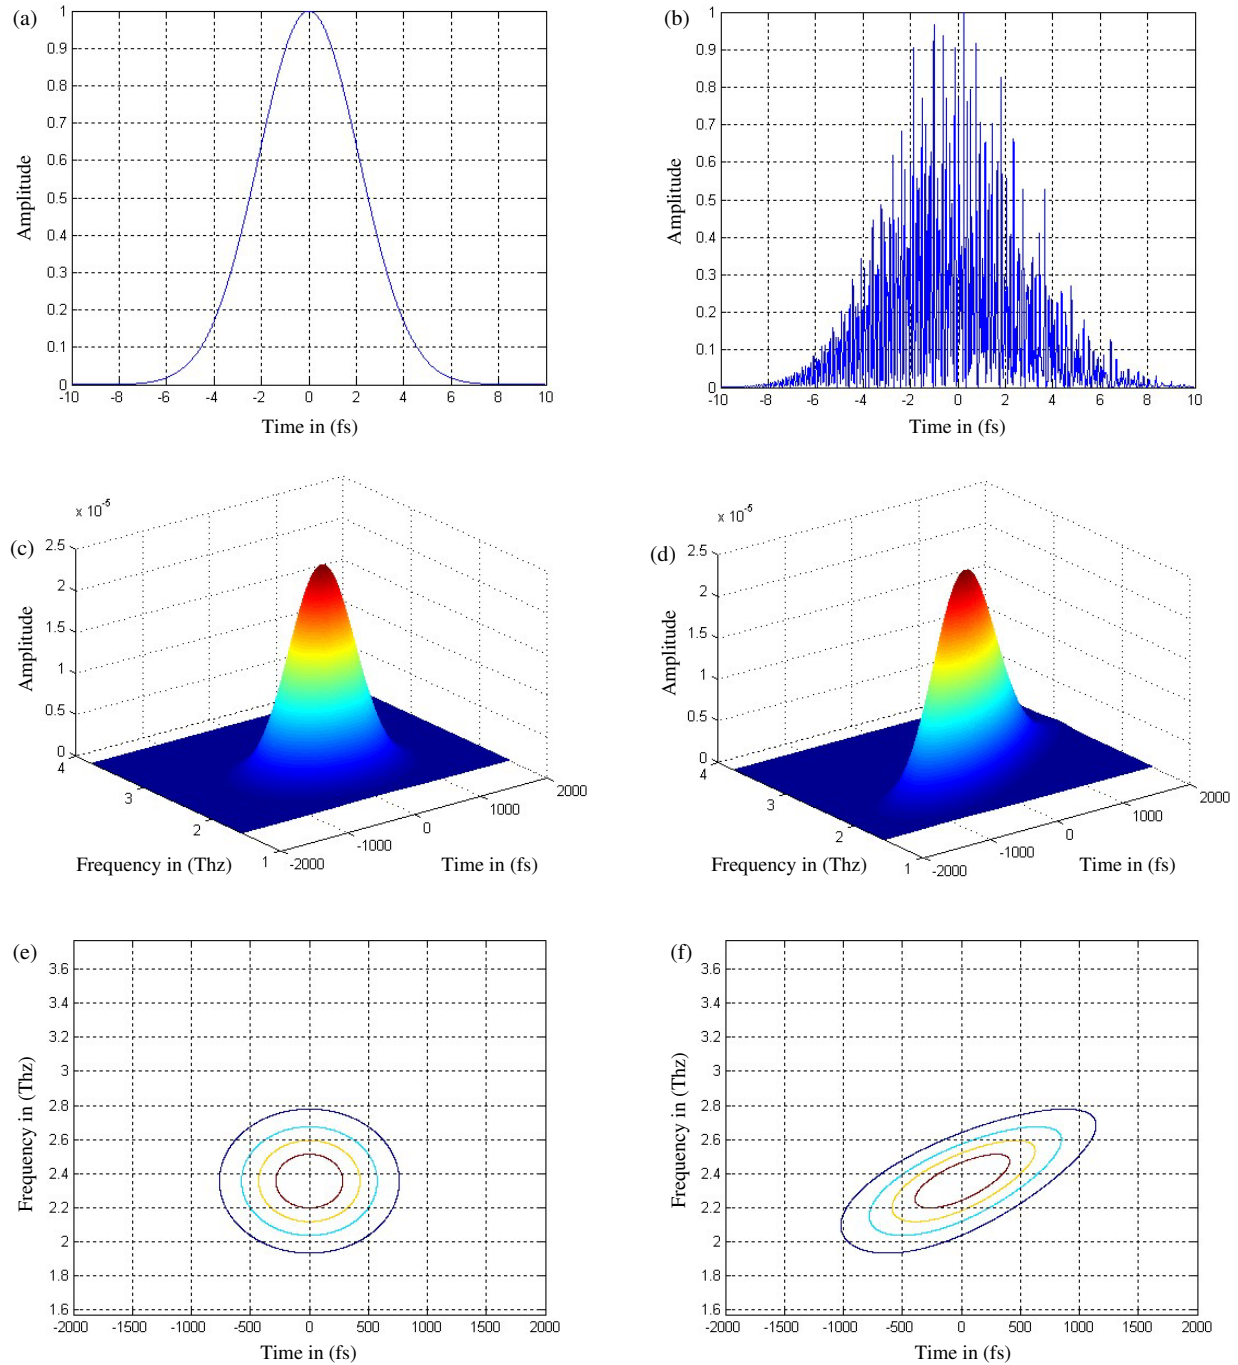 (a)
1
0.9
0.8
0.7
0.6
0.5
0.4
0.3
0.2
0.1
0
Amplitude
-10 -8 -6 -4 -2 0 2 4 6 8 10
Time in (fs)
(b)
1
0.9
0.8
0.7
0.6
0.5
0.4
0.3
0.2
0.1
0
Amplitude
-10 -8 -6 -4 -2 0 2 4 6 8 10
Time in (fs)
(c)
x 10-5
2.5
2
1.5
1
0.5
0
Amplitude
4 3 2 1
Frequency in (Thz)
-2000 -1000 0 1000 2000
Time in (fs)
(d)
x 10-5
2.5
2
1.5
1
0.5
0
Amplitude
4 3 2 1
Frequency in (Thz)
-2000 -1000 0 1000 2000
Time in (fs)
(e)
3.6
3.4
3.2
3
2.8
2.6
2.4
2.2
2
1.8
1.6
Frequency in (Thz)
-2000 -1500 -1000 -500 0 500 1000 1500 2000
Time in (fs)
(f)
3.6
3.4
3.2
3
2.8
2.6
2.4
2.2
2
1.8
1.6
Frequency in (Thz)
-2000 -1500 -1000 -500 0 500 1000 1500 2000
Time in (fs)